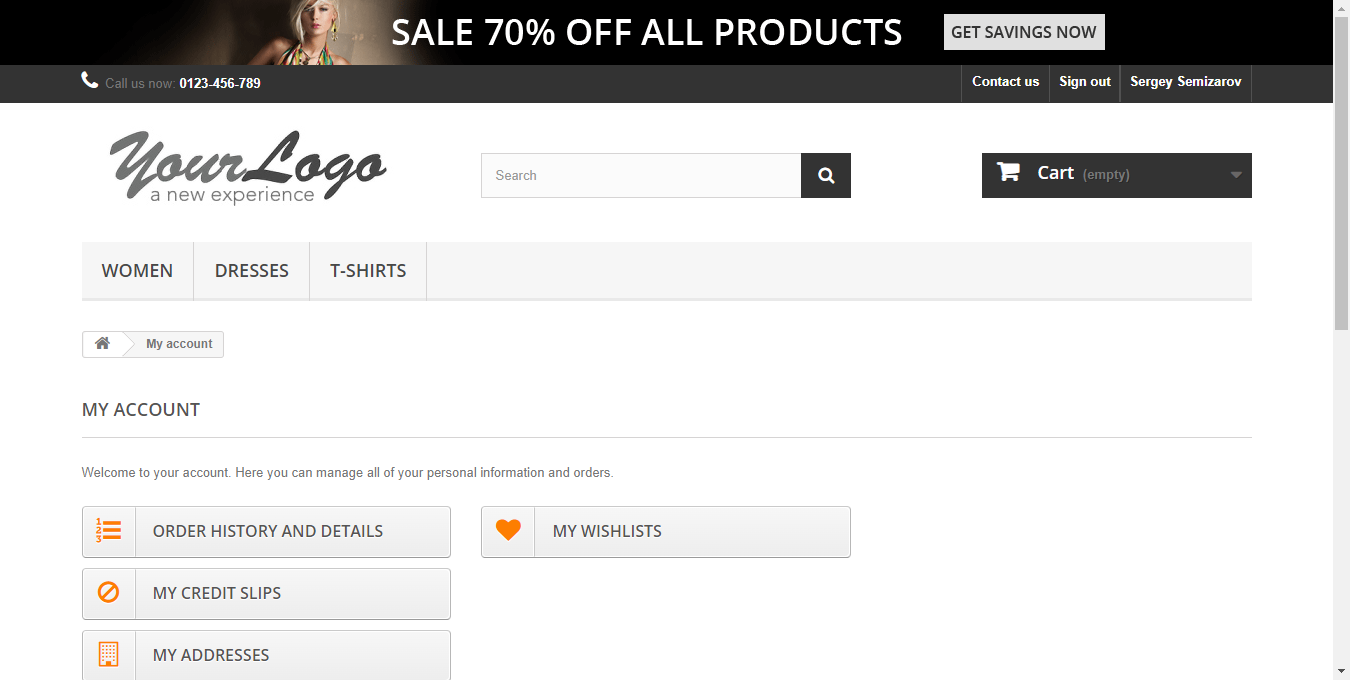 SALE 70% OFF ALL PRODUCTS GET SAVINGS NOW
Call us now: 0123-456-789 Contact us Sign out Sergey Semizarov
YourLogo
a new experience
Search Cart (empty)
WOMEN DRESSES T-SHIRTS
My account
MY ACCOUNT
Welcome to your account. Here you can manage all of your personal information and orders.
1 2 3 ORDER HISTORY AND DETAILS MY WISHLISTS
MY CREDIT SLIPS
MY ADDRESSES